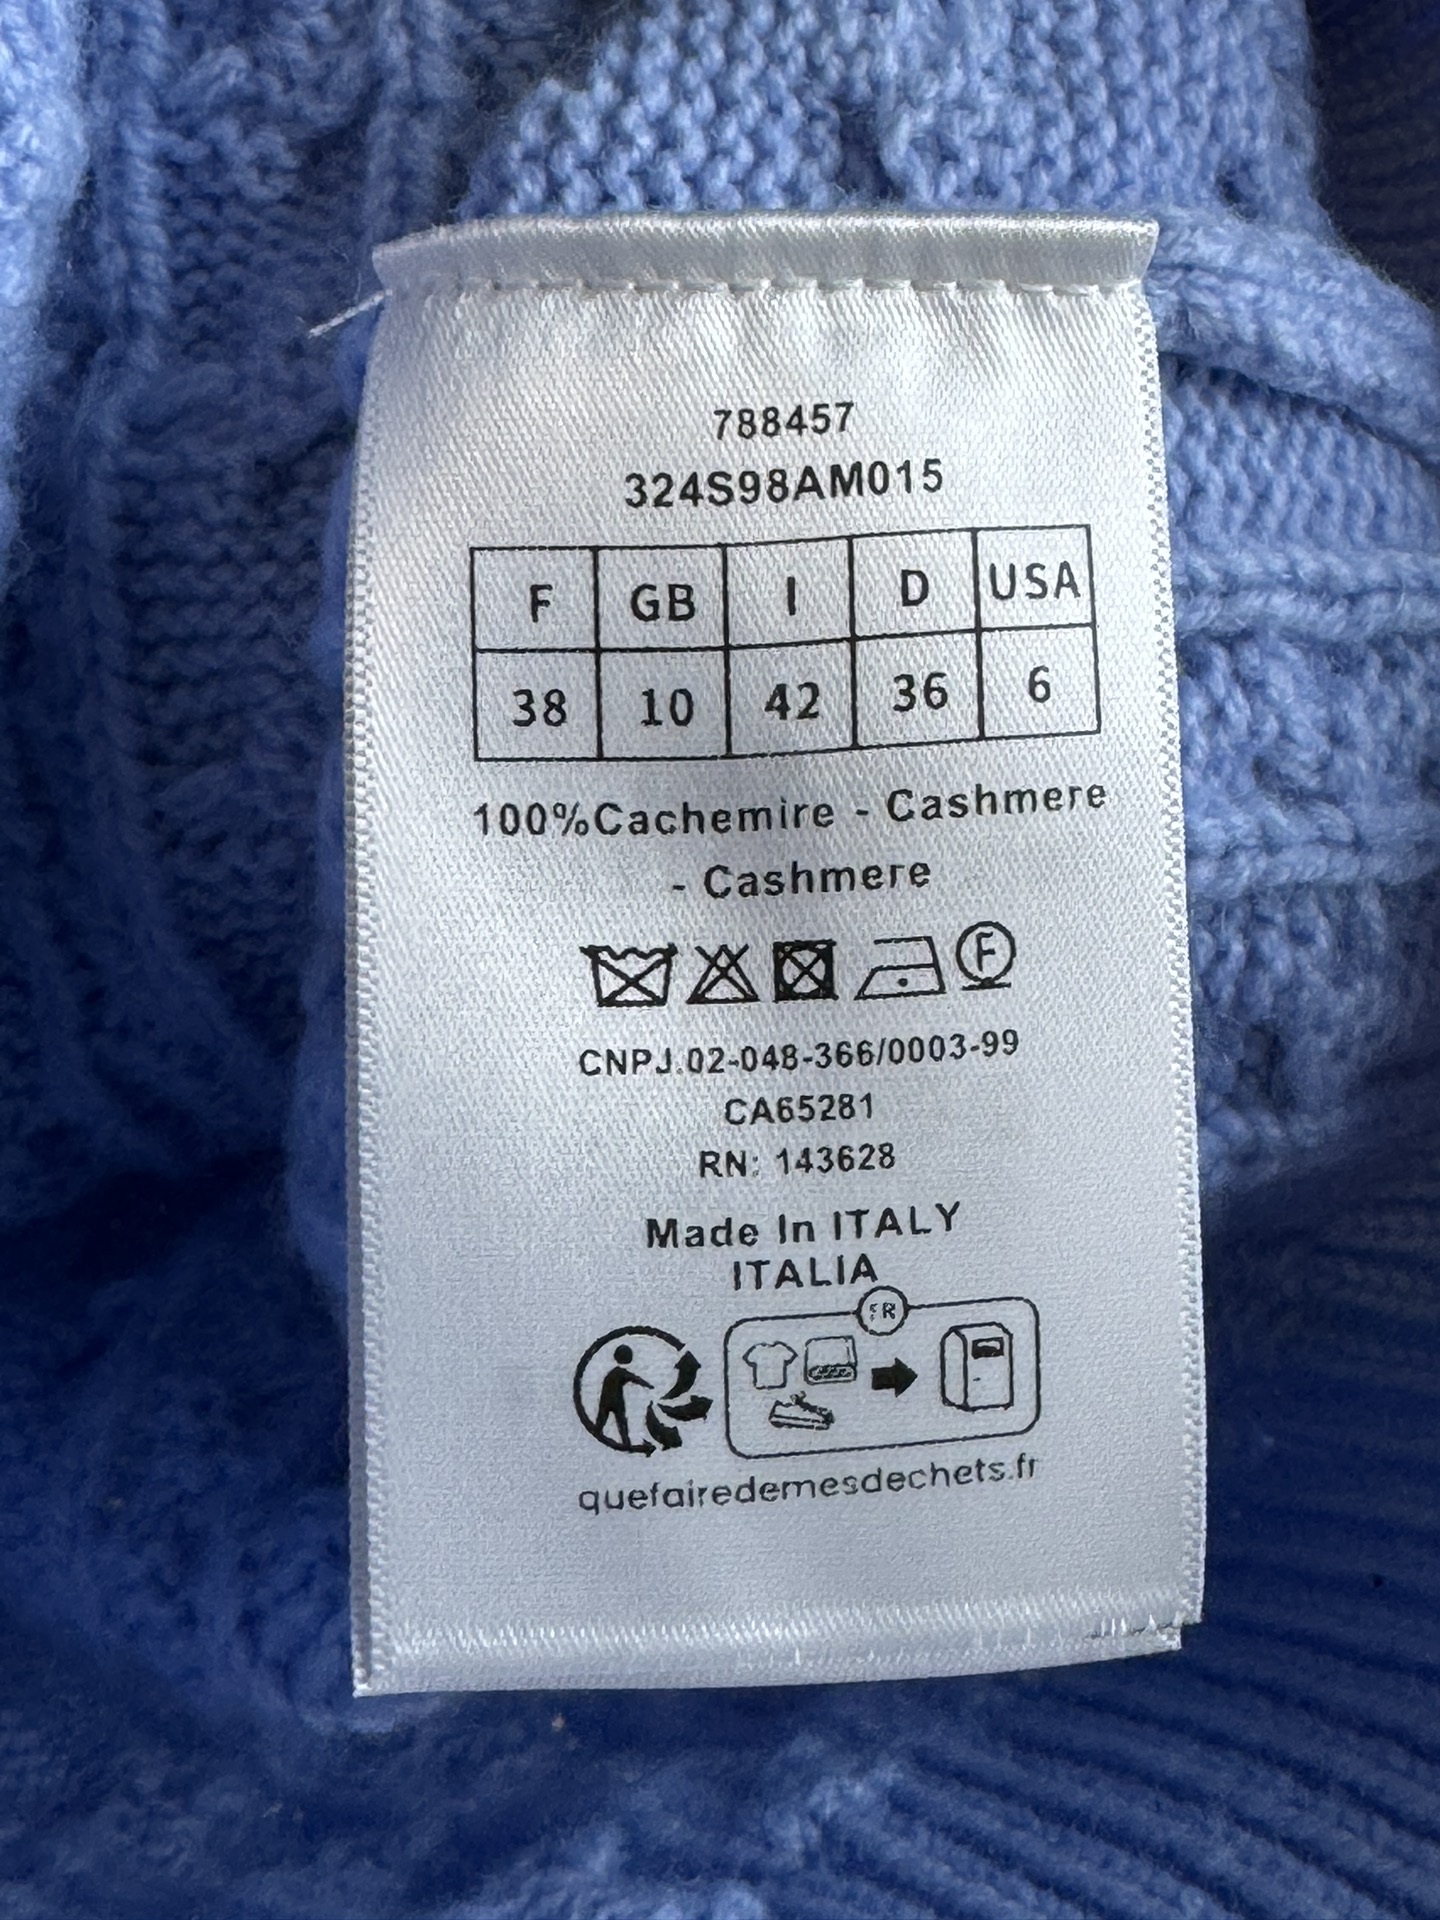 788457
324S98AM015
F GB I D USA
38 10 42 36 6
100%Cachemire - Cashmere
- Cashmere
F
CNPJ.02-048-366/0003-99
CA65281
RN: 143628
Made In ITALY
ITALIA
FR
quefairedemesdechets.fr